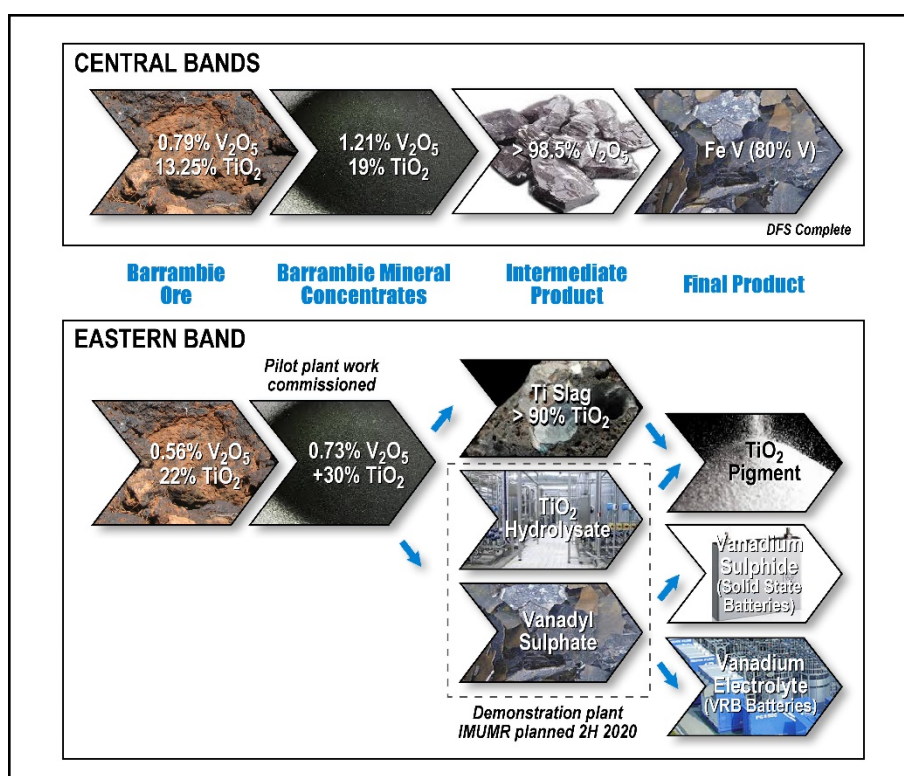 CENTRAL BANDS
0.79% V₂O₅
13.25% TiO₂
1.21% V₂O₅
19% TiO₂
> 98.5% V₂O₅
Fe V (80% V)
DFS Complete
Barrambie
Ore
Barrambie Mineral
Concentrates
Intermediate
Product
Final Product
EASTERN BAND
Pilot plant work
commissioned
0.56% V₂O₅
22% TiO₂
0.73% V₂O₅
+30% TiO₂
Ti Slag
> 90% TiO₂
TiO₂
Hydrolysate
Vanadyl
Sulphate
Demonstration plant
IMUMR planned 2H 2020
TiO₂
Pigment
Vanadium
Sulphide
(Solid State
Batteries)
Vanadium
Electrolyte
(VRB Batteries)